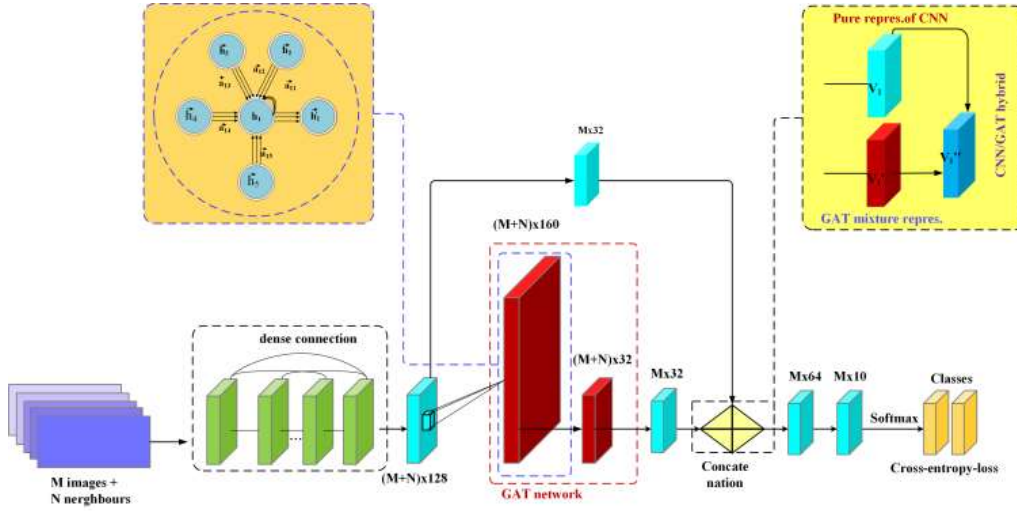 Pure repres.of CNN
V₁
V₁''
CNN/GAT hybrid
GAT mixture repres.
Mx32
(M+N)x160
dense connection
(M+N)x32
Mx32
Mx64
Mx10
Classes
...
Softmax
(M+N)x128
Concate
nation
Cross-entropy-loss
M images +
N nerghbours
GAT network